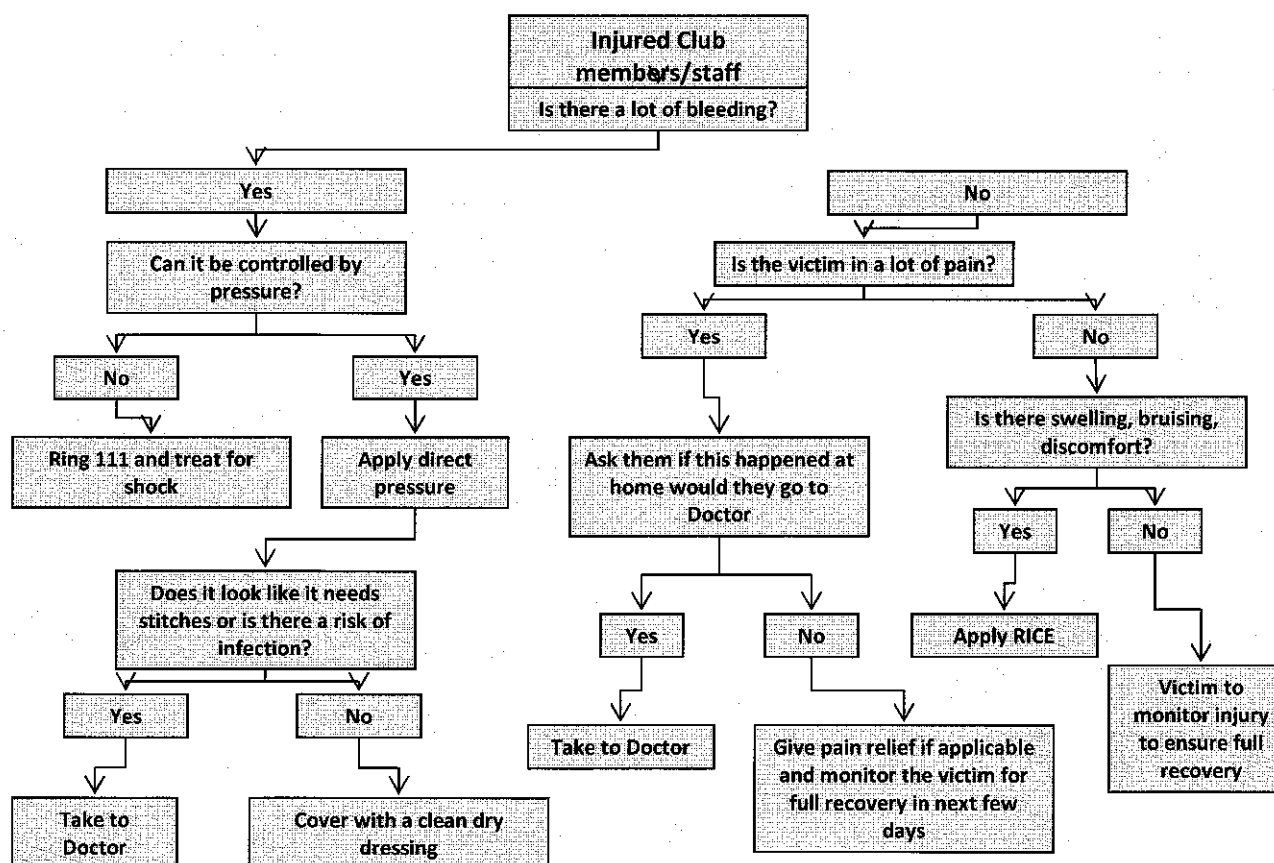 Injured Club
members/staff
Is there a lot of bleeding?
Yes
No
Can it be controlled by
pressure?
Is the victim in a lot of pain?
Yes
No
No
Yes
Is there swelling, bruising,
discomfort?
Ring 111 and treat for
shock
Apply direct
pressure
Ask them if this happened at
home would they go to
Doctor
Yes
No
Does it look like it needs
stitches or is there a risk of
infection?
Yes
No
Apply RICE
Yes
No
Victim to
monitor injury
to ensure full
recovery
Take to Doctor
Give pain relief if applicable
and monitor the victim for
full recovery in next few
days
Take to
Doctor
Cover with a clean dry
dressing